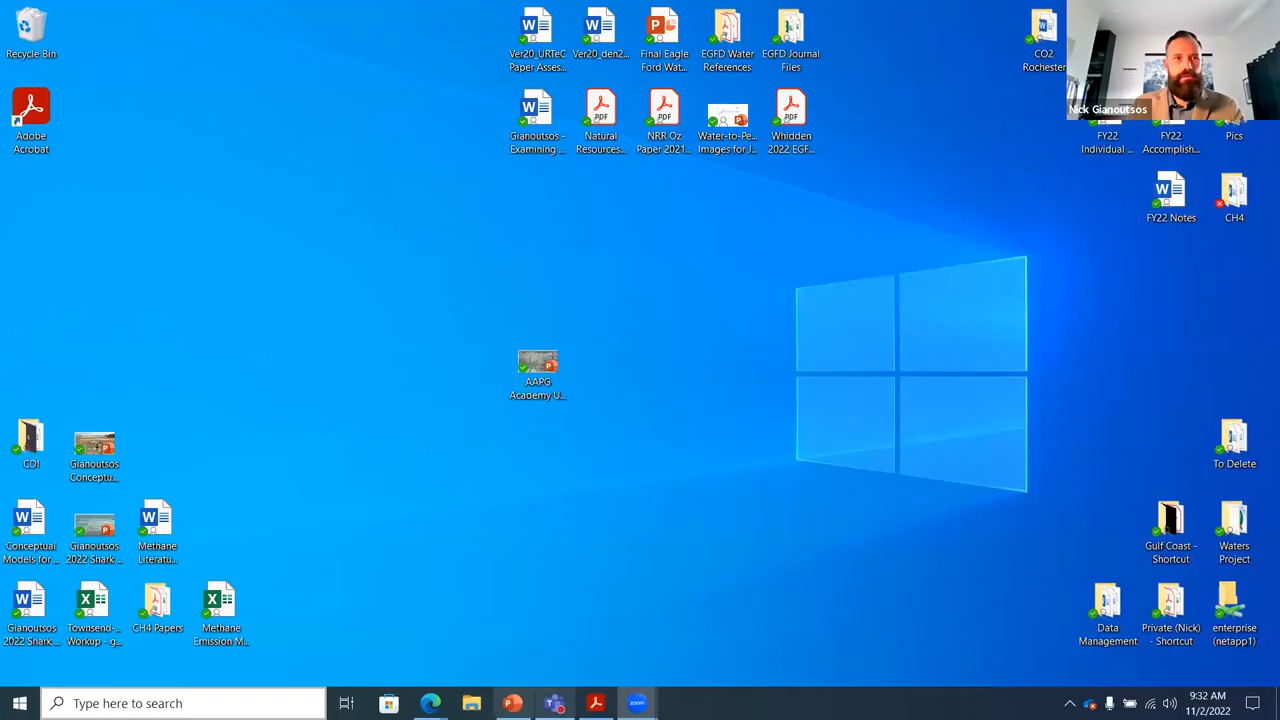 Recycle Bin
Adobe
Acrobat
Ver20_URTeC
Paper Asses...
Ver20_den2...
Final Eagle
Ford Wat...
EGFD Water
References
EGFD Journal
Files
Gianoutsos -
Examining ...
Natural
Resources...
NRR Oz
Paper 2021...
Water-to-Pe...
Images for J...
Whidden
2022 EGF...
CO2
Rochester
Nick Gianoutsos
FY22
Individual ...
FY22
Accomplish...
Pics
FY22 Notes
CH4
AAPG
Academy U...
CDI
Gianoutsos
Conceptu...
Conceptual
Models for ...
Gianoutsos
2022 Shark ...
Methane
Literatu...
Gianoutsos
2022 Shark ...
Townsend-...
Workup - g...
CH4 Papers
Methane
Emission M...
To Delete
Gulf Coast -
Shortcut
Waters
Project
Data
Management
Private (Nick)
- Shortcut
enterprise
(netapp1)
Type here to search
zoom
9:32 AM
11/2/2022